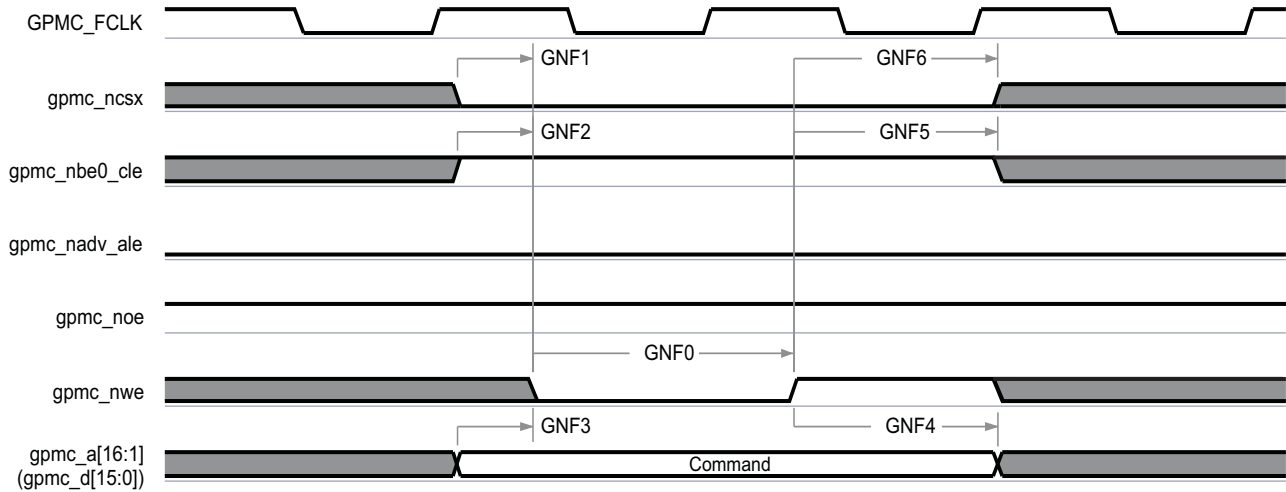 GPMC_FCLK
GNF1
GNF6
gpmc_ncsx
GNF2
GNF5
gpmc_nbe0_cle
gpmc_nadv_ale
gpmc_noe
GNF0
gpmc_nwe
GNF3
GNF4
gpmc_a[16:1]
(gpmc_d[15:0])
Command